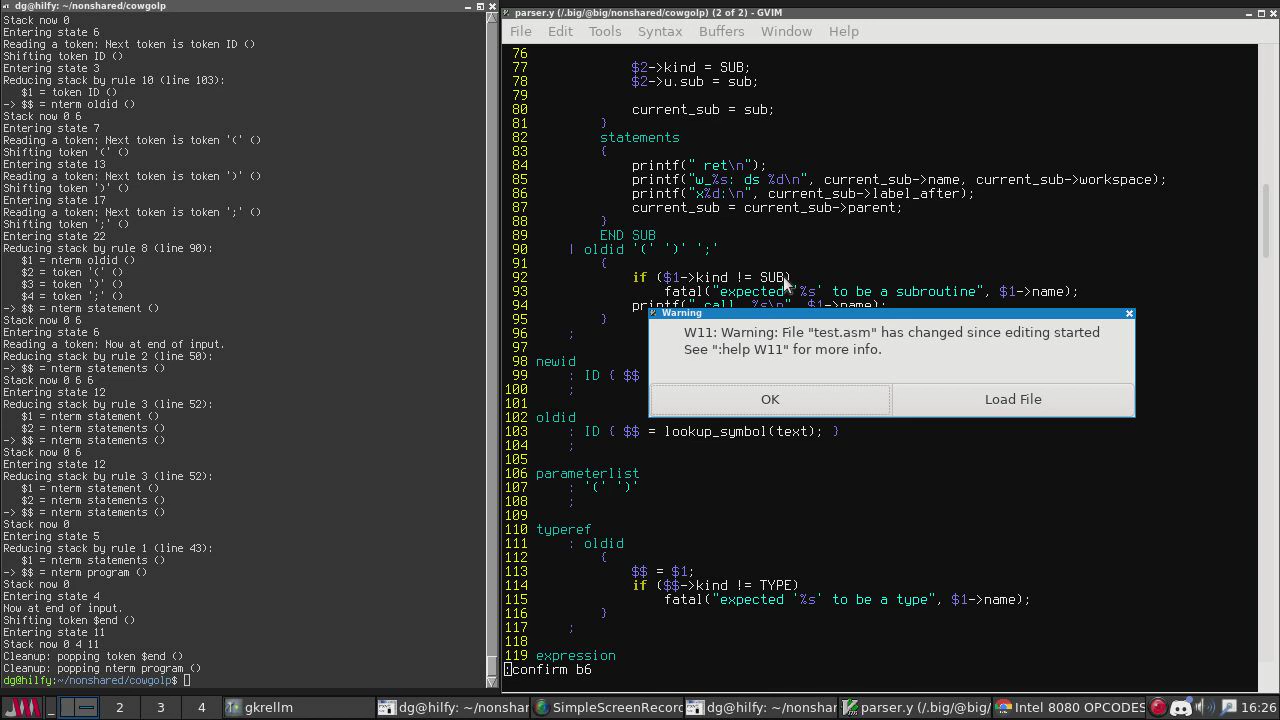 dg@hilfy: ~/nonshared/cowgolp
Stack now 0
Entering state 6
Reading a token: Next token is token ID ()
Shifting token ID ()
Entering state 3
Reducing stack by rule 10 (line 103):
   $1 = token ID ()
-> $$ = nterm oldid ()
Stack now 0 6
Entering state 7
Reading a token: Next token is token '(' ()
Shifting token '(' ()
Entering state 13
Reading a token: Next token is token ')' ()
Shifting token ')' ()
Entering state 17
Reading a token: Next token is token ';' ()
Shifting token ';' ()
Entering state 22
Reducing stack by rule 8 (line 90):
   $1 = nterm oldid ()
   $2 = token '(' ()
   $3 = token ')' ()
   $4 = token ';' ()
-> $$ = nterm statement ()
Stack now 0 6
Entering state 6
Reading a token: Now at end of input.
Reducing stack by rule 2 (line 50):
-> $$ = nterm statements ()
Stack now 0 6 6
Entering state 12
Reducing stack by rule 3 (line 52):
   $1 = nterm statement ()
   $2 = nterm statements ()
-> $$ = nterm statements ()
Stack now 0 6
Entering state 12
Reducing stack by rule 3 (line 52):
   $1 = nterm statement ()
   $2 = nterm statements ()
-> $$ = nterm statements ()
Stack now 0
Entering state 5
Reducing stack by rule 1 (line 43):
   $1 = nterm statements ()
-> $$ = nterm program ()
Stack now 0
Entering state 4
Now at end of input.
Shifting token $end ()
Entering state 11
Stack now 0 4 11
Cleanup: popping token $end ()
Cleanup: popping nterm program ()
dg@hilfy:~/nonshared/cowgolp$
parser.y (/.big/@big/nonshared/cowgolp) (2 of 2) - GVIM
File Edit Tools Syntax Buffers Window Help
76
77             $2->kind = SUB;
78             $2->u.sub = sub;
79
80             current_sub = sub;
81         }
82         statements
83         {
84             printf(" ret\n");
85             printf("w_%s: ds %d\n", current_sub->name, current_sub->workspace);
86             printf("x%d:\n", current_sub->label_after);
87             current_sub = current_sub->parent;
88         }
89         END SUB
90     | oldid '(' ')' ';'
91         {
92             if ($1->kind != SUB)
93                 fatal("expected '%s' to be a subroutine", $1->name);
94             printf(" call _%s\n", $1->name);
95         }
96     ;
97
98 newid
99     : ID { $$
100     ;
101
102 oldid
103     : ID { $$ = lookup_symbol(text); }
104     ;
105
106 parameterlist
107     : '(' ')'
108     ;
109
110 typeref
111     : oldid
112         {
113             $$ = $1;
114             if ($$->kind != TYPE)
115                 fatal("expected '%s' to be a type", $1->name);
116         }
117     ;
118
119 expression
:confirm b6
Warning
W11: Warning: File "test.asm" has changed since editing started
See ":help W11" for more info.
OK Load File
2 3 4 gkrellm dg@hilfy: ~/nonshar SimpleScreenRecord dg@hilfy: ~/nonshar parser.y (/.big/@big/ Intel 8080 OPCODES 16:26